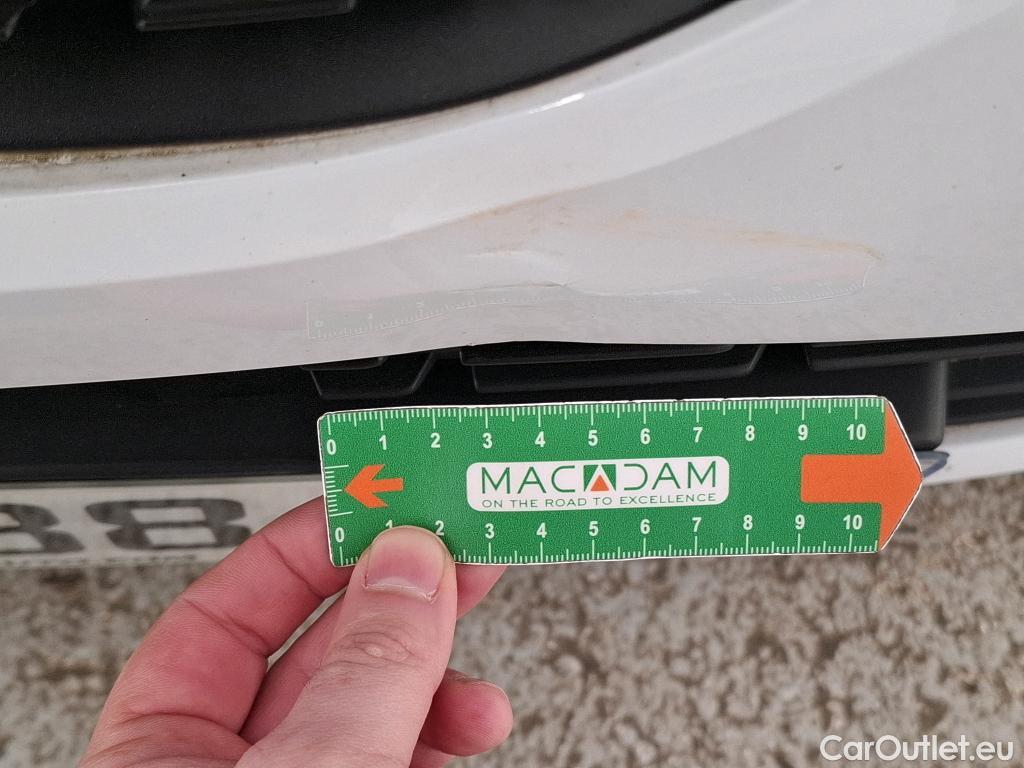 0 1 2 3 4 5 6 7 8 9 10
MACADAM
ON THE ROAD TO EXCELLENCE
0 1 2 3 4 5 6 7 8 9 10
88
CarOutlet.eu